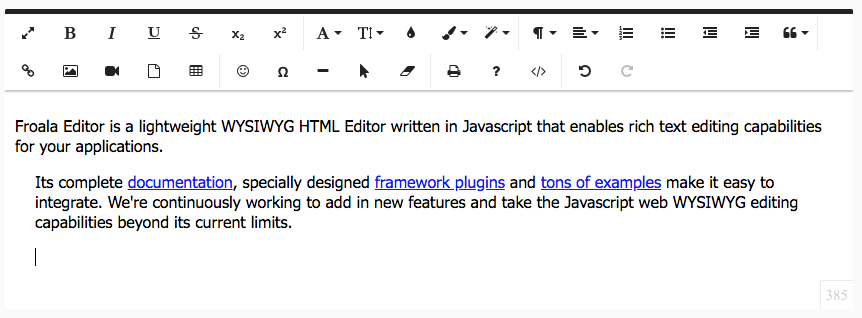 B I U S x₂ x² A TI ¶ “
Ω ? </>
Froala Editor is a lightweight WYSIWYG HTML Editor written in Javascript that enables rich text editing capabilities
for your applications.
Its complete documentation, specially designed framework plugins and tons of examples make it easy to
integrate. We're continuously working to add in new features and take the Javascript web WYSIWYG editing
capabilities beyond its current limits.
385